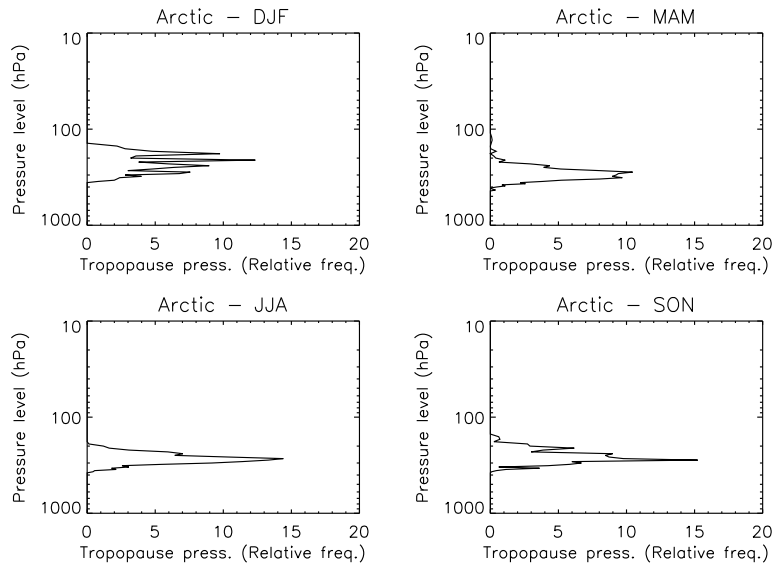 Arctic – DJF
10
100
1000
Pressure level (hPa)
0 5 10 15 20
Tropopause press. (Relative freq.)
Arctic – MAM
10
100
1000
Pressure level (hPa)
0 5 10 15 20
Tropopause press. (Relative freq.)
Arctic – JJA
10
100
1000
Pressure level (hPa)
0 5 10 15 20
Tropopause press. (Relative freq.)
Arctic – SON
10
100
1000
Pressure level (hPa)
0 5 10 15 20
Tropopause press. (Relative freq.)